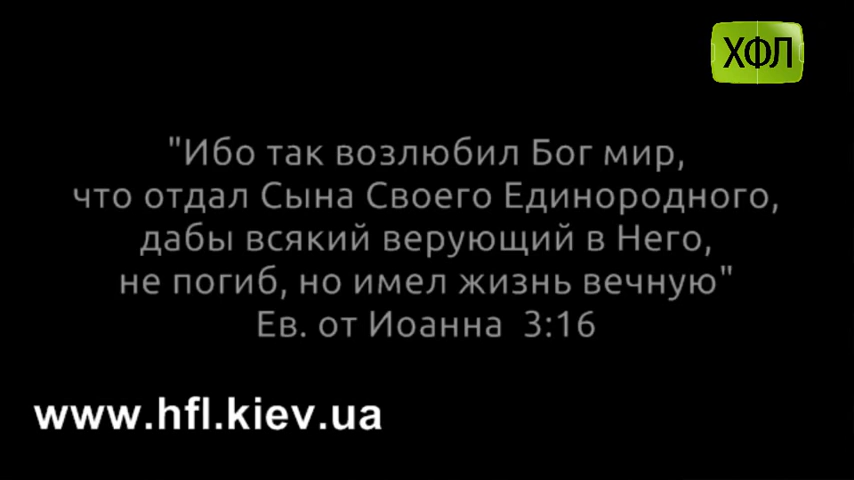 ХФЛ
"Ибо так возлюбил Бог мир,
что отдал Сына Своего Единородного,
дабы всякий верующий в Него,
не погиб, но имел жизнь вечную"
Ев. от Иоанна 3:16
www.hfl.kiev.ua